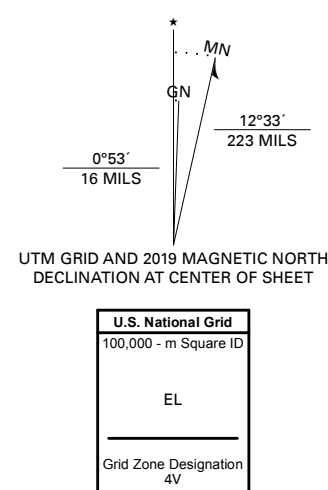 ★
MN
GN
12°33´
223 MILS
0°53´
16 MILS
UTM GRID AND 2019 MAGNETIC NORTH
DECLINATION AT CENTER OF SHEET
U.S. National Grid
100,000 - m Square ID
EL
Grid Zone Designation
4V